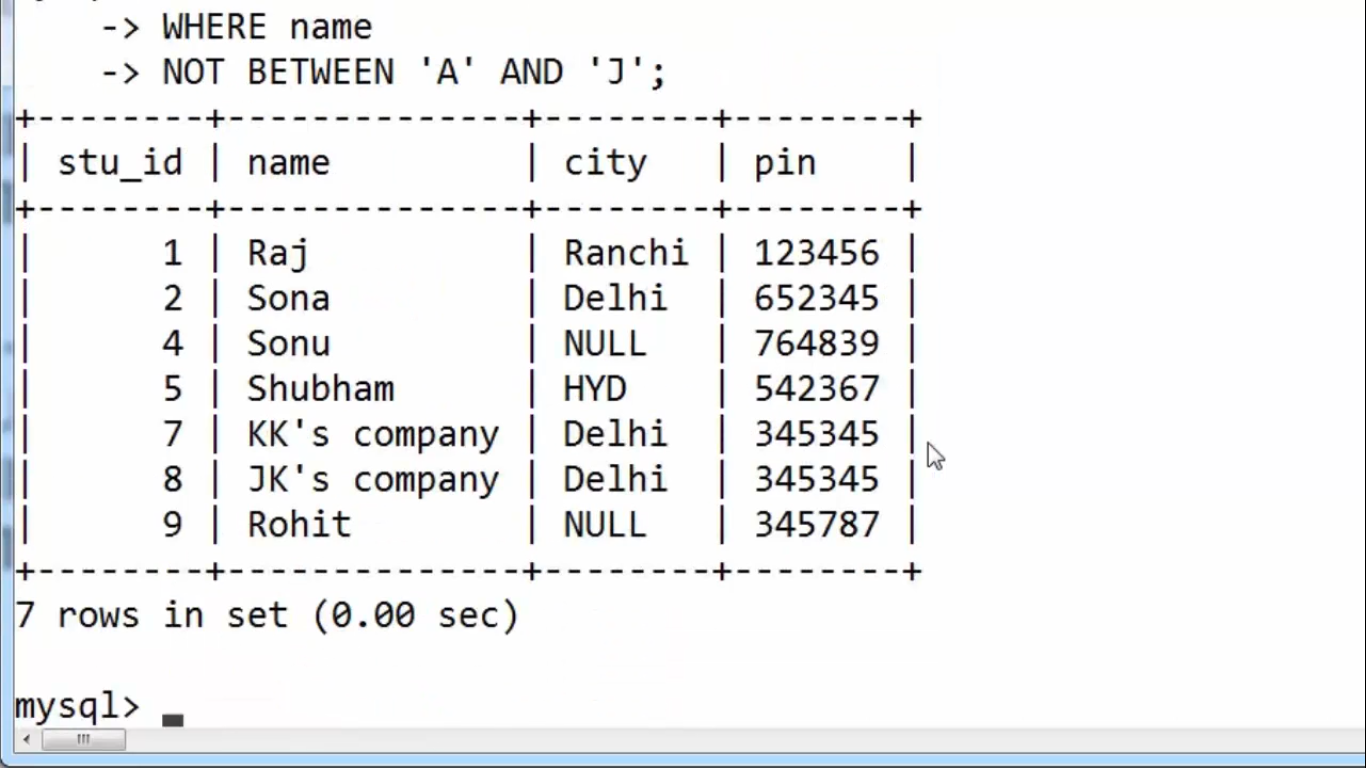 -> WHERE name
    -> NOT BETWEEN 'A' AND 'J';
+--------+--------------+--------+--------+
| stu_id | name         | city   | pin    |
+--------+--------------+--------+--------+
|      1 | Raj          | Ranchi | 123456 |
|      2 | Sona         | Delhi  | 652345 |
|      4 | Sonu         | NULL   | 764839 |
|      5 | Shubham      | HYD    | 542367 |
|      7 | KK's company | Delhi  | 345345 |
|      8 | JK's company | Delhi  | 345345 |
|      9 | Rohit        | NULL   | 345787 |
+--------+--------------+--------+--------+
7 rows in set (0.00 sec)
mysql>